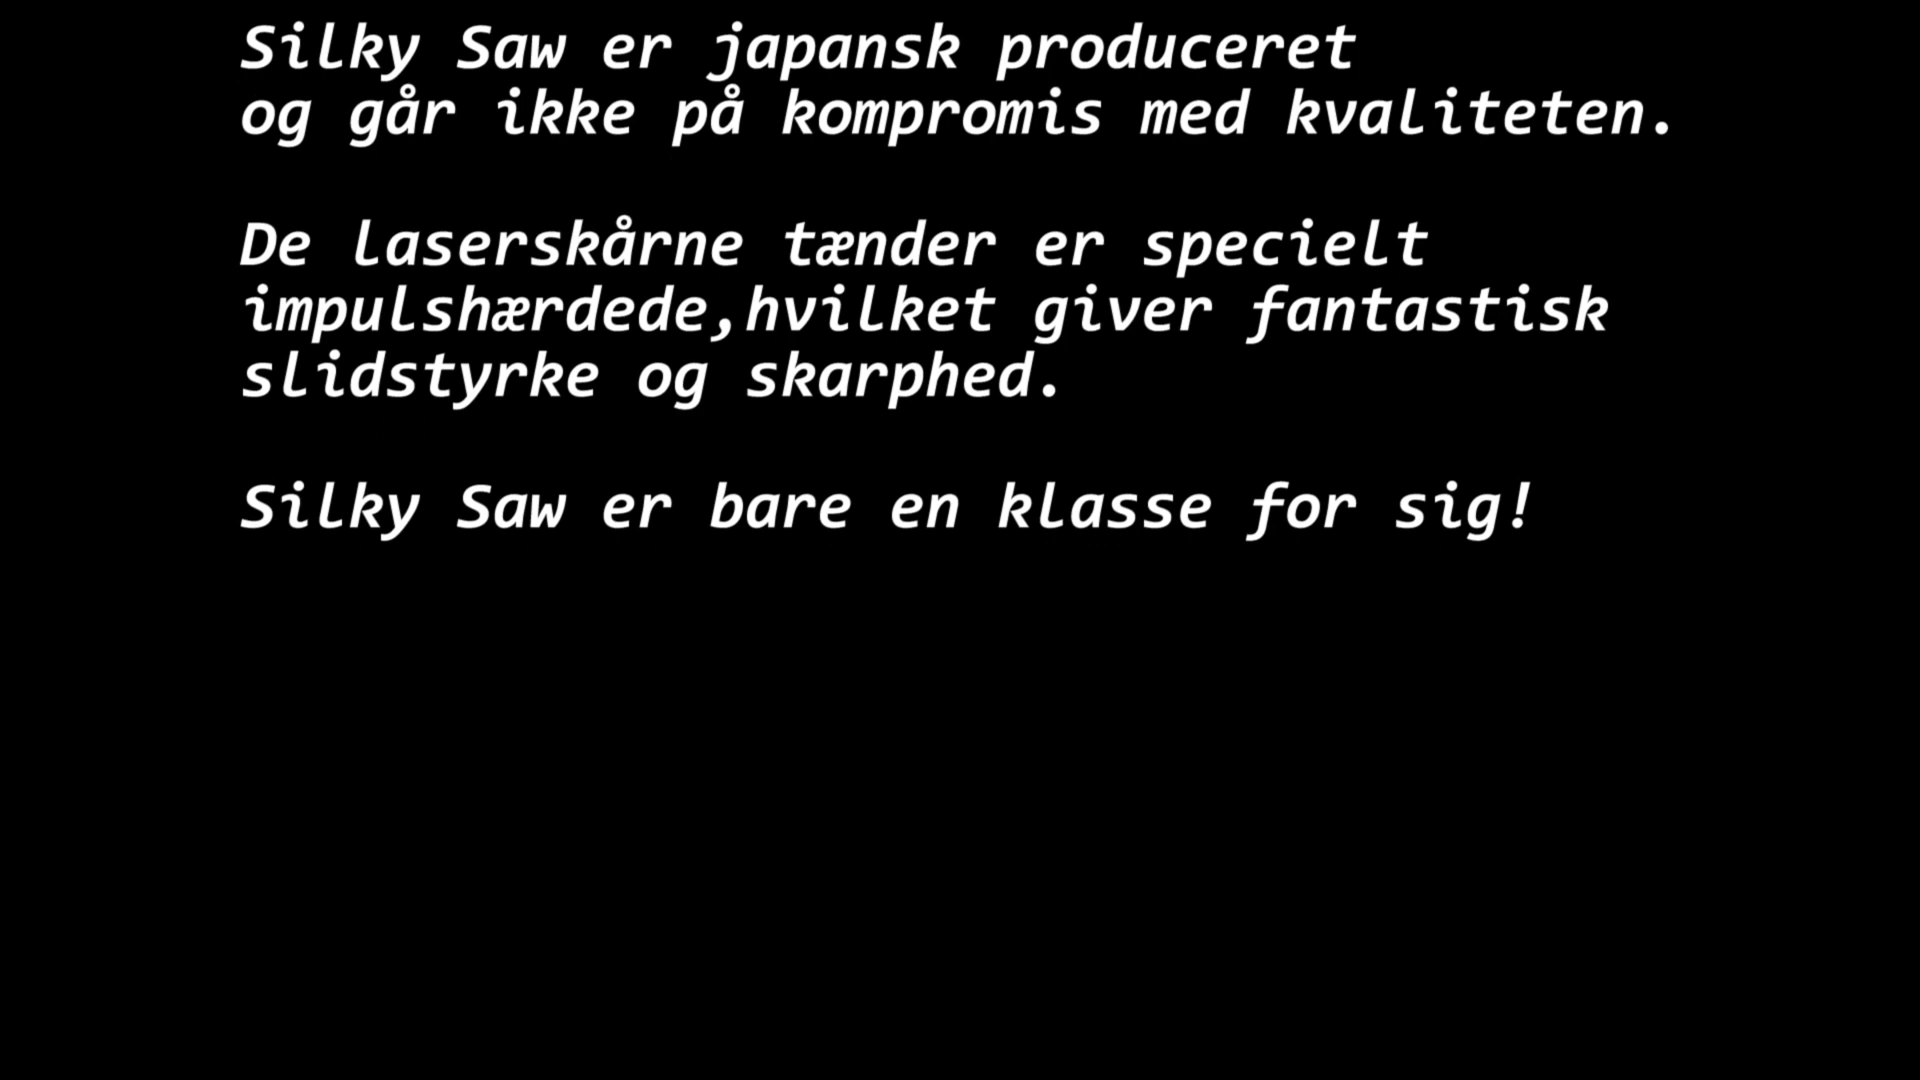 Silky Saw er japansk produceret
og går ikke på kompromis med kvaliteten.
De laserskårne tænder er specielt
impulshærdede,hvilket giver fantastisk
slidstyrke og skarphed.
Silky Saw er bare en klasse for sig!